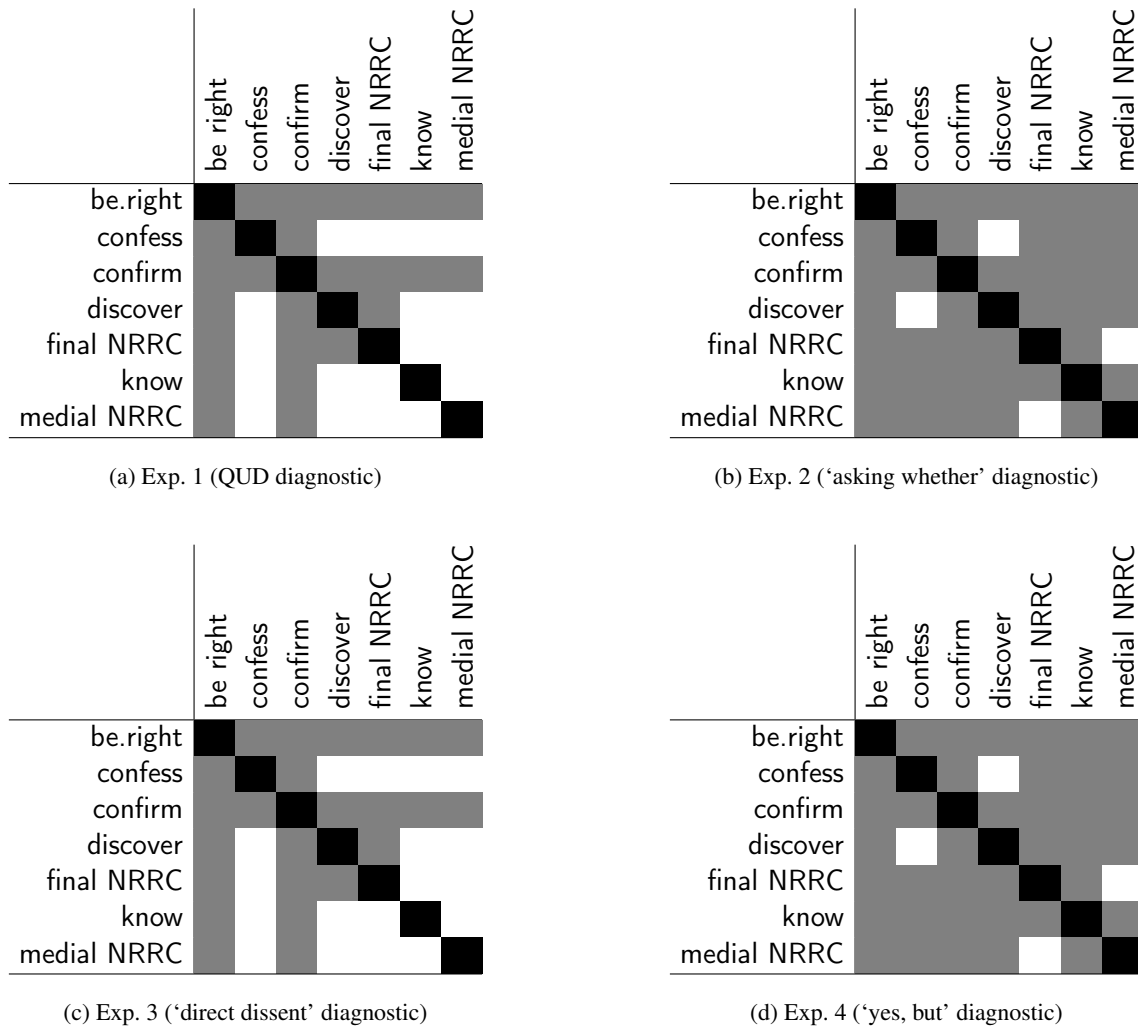 be right
confess
confirm
discover
final NRRC
know
medial NRRC
be.right
confess
confirm
discover
final NRRC
know
medial NRRC
(a) Exp. 1 (QUD diagnostic)
be right
confess
confirm
discover
final NRRC
know
medial NRRC
be.right
confess
confirm
discover
final NRRC
know
medial NRRC
(b) Exp. 2 (‘asking whether’ diagnostic)
be right
confess
confirm
discover
final NRRC
know
medial NRRC
be.right
confess
confirm
discover
final NRRC
know
medial NRRC
(c) Exp. 3 (‘direct dissent’ diagnostic)
be right
confess
confirm
discover
final NRRC
know
medial NRRC
be.right
confess
confirm
discover
final NRRC
know
medial NRRC
(d) Exp. 4 (‘yes, but’ diagnostic)